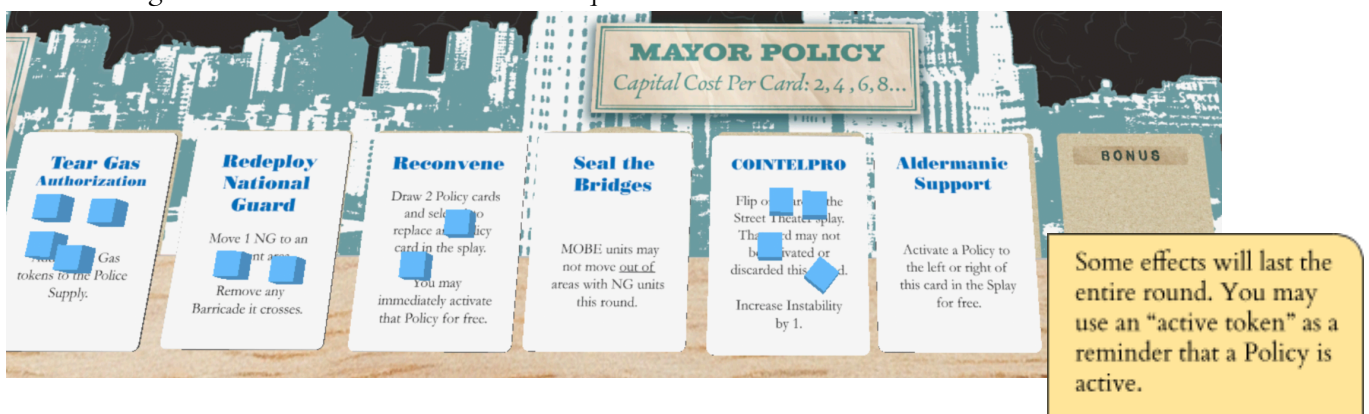 MAYOR POLICY
Capital Cost Per Card: 2, 4 , 6, 8...
Tear Gas
Authorization
Gas
tokens to the Police
Supply.
Redeploy
National
Guard
Move 1 NG to an
Remove any
Barricade it crosses.
Reconvene
Draw 2 Policy cards
and
replace
card in the splay.
You may
immediately activate
that Policy for free.
Seal the
Bridges
MOBE units may
not move out of
areas with NG units
this round.
COINTELPRO
Flip the
Street Theater splay.
may not
or
discarded this
Increase Instability
by 1.
Aldermanic
Support
Activate a Policy to
the left or right of
this card in the Splay
for free.
BONUS
Some effects will last the
entire round. You may
use an “active token” as a
reminder that a Policy is
active.